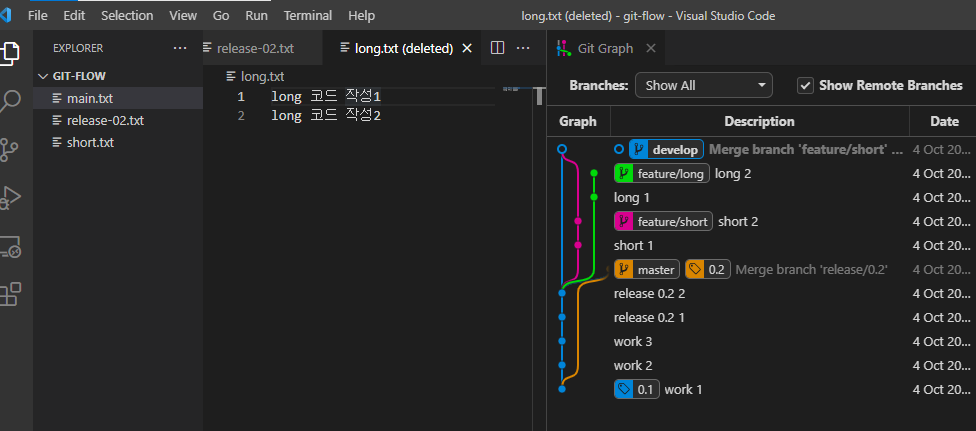 File Edit Selection View Go Run Terminal Help long.txt (deleted) - git-flow - Visual Studio Code
EXPLORER ···
GIT-FLOW
main.txt
release-02.txt
short.txt
release-02.txt long.txt (deleted)
long.txt
1 long 코드 작성1
2 long 코드 작성2
Git Graph
Branches: Show All Show Remote Branches
Graph Description Date
develop Merge branch 'feature/short' ... 4 Oct 20...
feature/long long 2 4 Oct 20...
long 1 4 Oct 20...
feature/short short 2 4 Oct 20...
short 1 4 Oct 20...
master 0.2 Merge branch 'release/0.2' 4 Oct 20...
release 0.2 2 4 Oct 20...
release 0.2 1 4 Oct 20...
work 3 4 Oct 20...
work 2 4 Oct 20...
0.1 work 1 4 Oct 20...